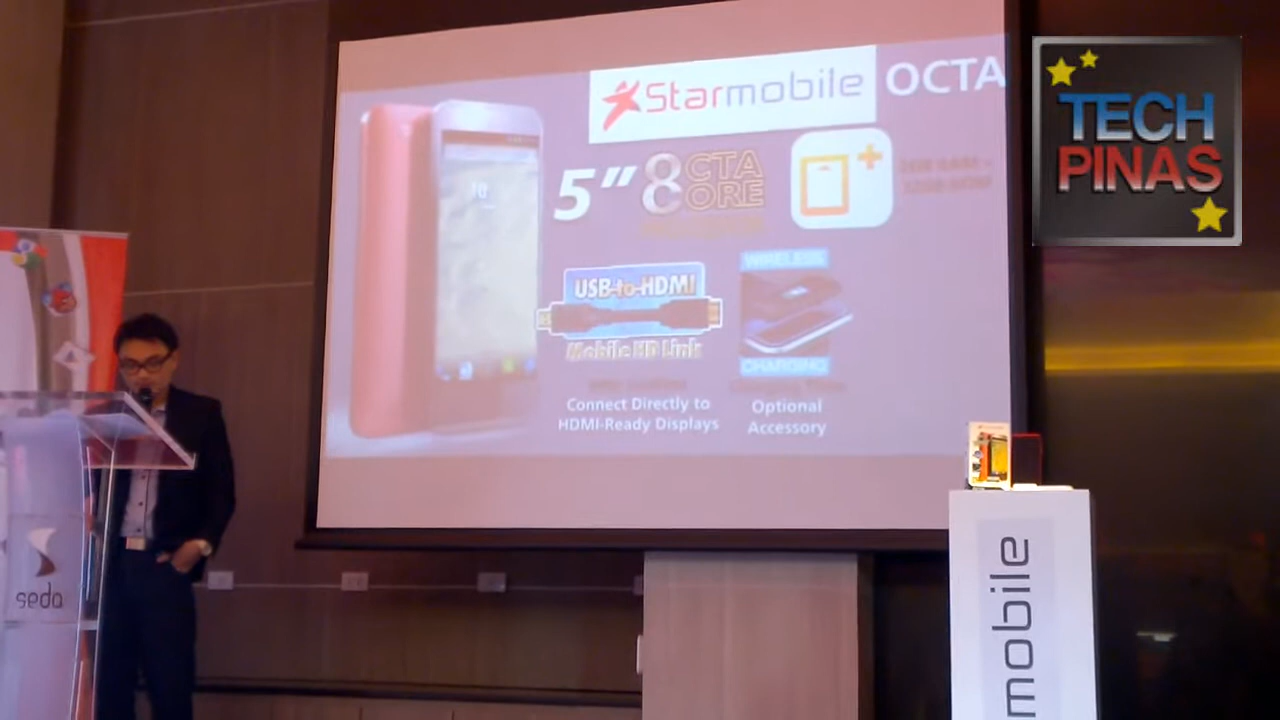 Starmobile OCTA
5" 8 CTA
ORE
WIRELESS
USB-to-HDMI
Mobile HD Link
CHARGING
Connect Directly to
HDMI-Ready Displays
Optional
Accessory
TECH
PINAS
seda
mobile